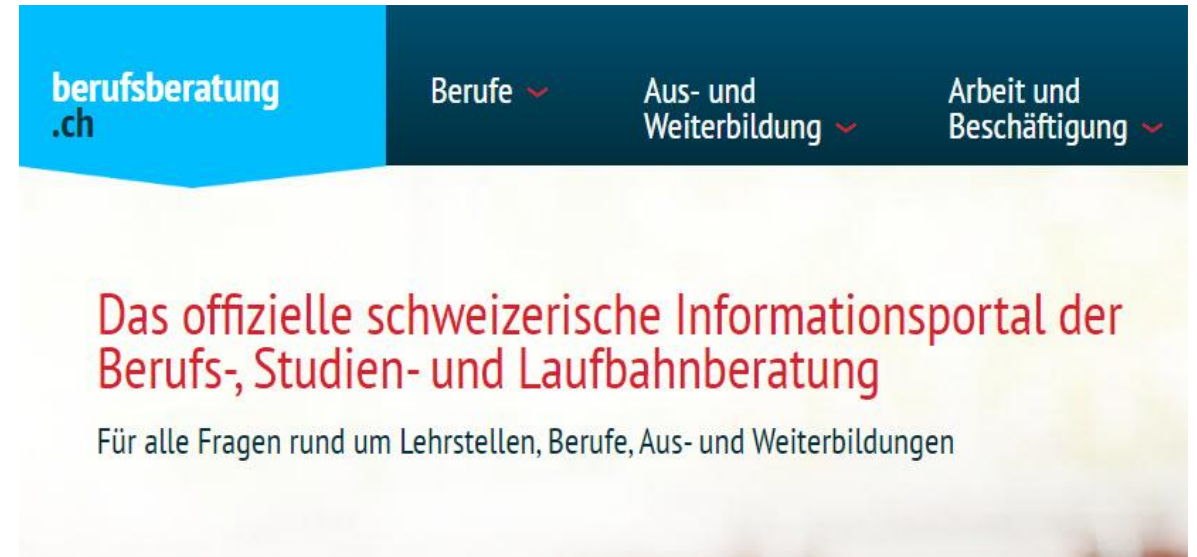 berufsberatung
.ch
Berufe
Aus- und
Weiterbildung
Arbeit und
Beschäftigung
Das offizielle schweizerische Informationsportal der
Berufs-, Studien- und Laufbahnberatung
Für alle Fragen rund um Lehrstellen, Berufe, Aus- und Weiterbildungen